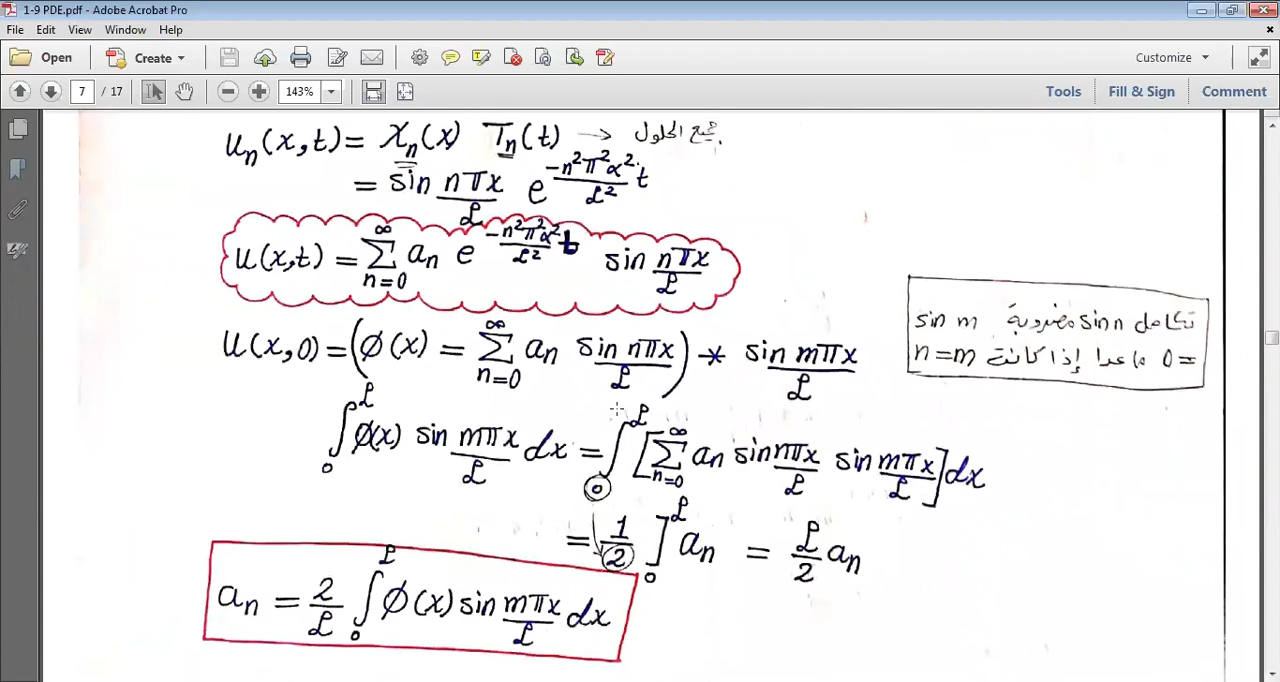 1-9 PDE.pdf - Adobe Acrobat Pro
File Edit View Window Help
Open Create Customize
7 / 17 143% Tools Fill & Sign Comment
uₙ(x,t) = Xₙ(x) Tₙ(t) → جميع الحلول.
= sin nπx/L e^(-n²π²α²/L² t)
u(x,t) = Σ_{n=0}^{∞} aₙ e^(-n²π²α²/L² t) sin nπx/L
u(x,0) = (φ(x) = Σ_{n=0}^{∞} aₙ sin nπx/L) * sin mπx/L
تكامل sin n مضروبة sin m
=0 ماعدا إذا كانت n=m
∫₀^L φ(x) sin mπx/L dx = ∫₀^L [Σ_{n=0}^{∞} aₙ sin nπx/L sin mπx/L] dx
= 1/2 ]₀^L aₙ = L/2 aₙ
aₙ = 2/L ∫₀^L φ(x) sin mπx/L dx